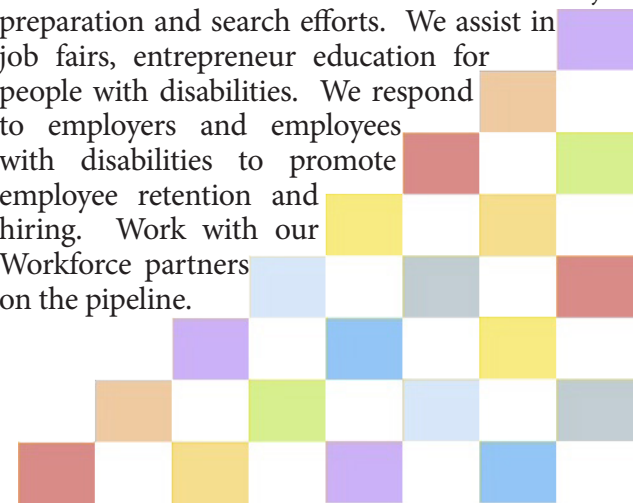 preparation and search efforts. We assist in
job fairs, entrepreneur education for
people with disabilities. We respond
to employers and employees
with disabilities to promote
employee retention and
hiring. Work with our
Workforce partners
on the pipeline.